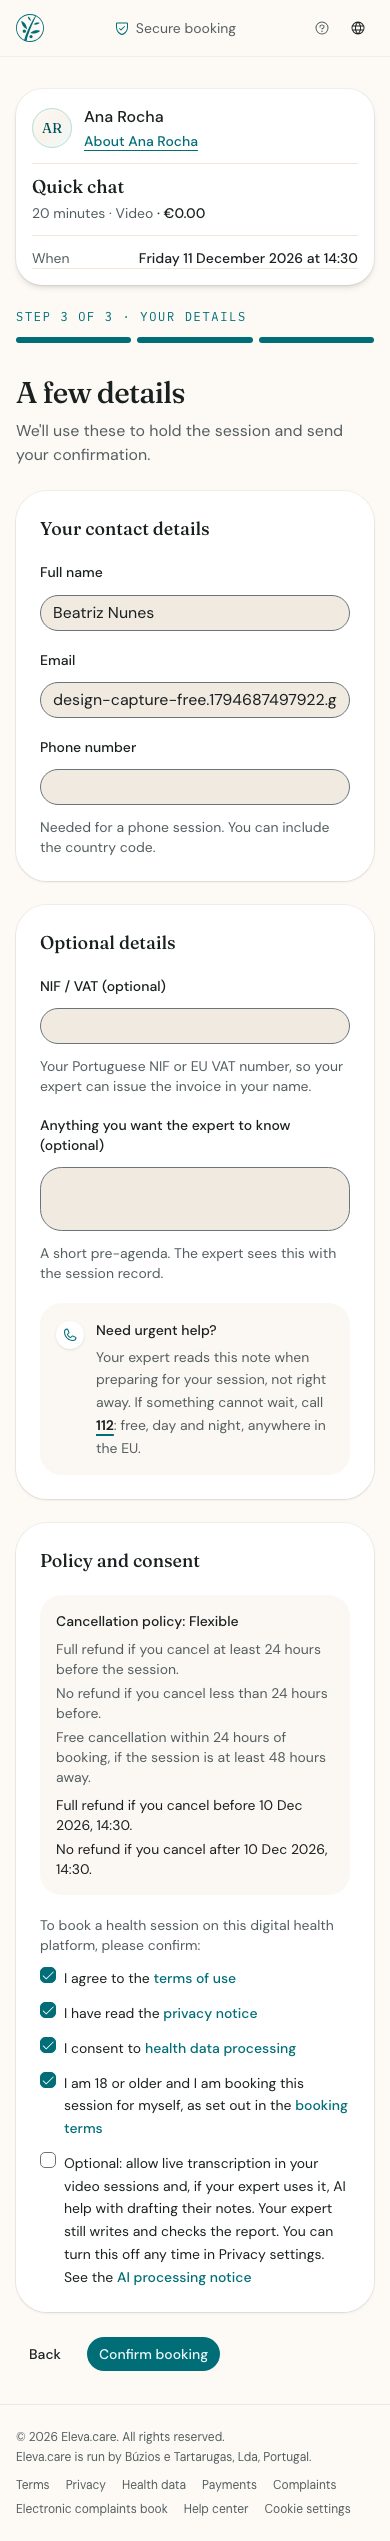 Secure booking
AR
Ana Rocha
About Ana Rocha
Quick chat
20 minutes · Video · €0.00
When Friday 11 December 2026 at 14:30
STEP 3 OF 3 · YOUR DETAILS
A few details
We'll use these to hold the session and send
your confirmation.
Your contact details
Full name
Beatriz Nunes
Email
design-capture-free.1794687497922.g
Phone number
Needed for a phone session. You can include
the country code.
Optional details
NIF / VAT (optional)
Your Portuguese NIF or EU VAT number, so your
expert can issue the invoice in your name.
Anything you want the expert to know
(optional)
A short pre-agenda. The expert sees this with
the session record.
Need urgent help?
Your expert reads this note when
preparing for your session, not right
away. If something cannot wait, call
112: free, day and night, anywhere in
the EU.
Policy and consent
Cancellation policy: Flexible
Full refund if you cancel at least 24 hours
before the session.
No refund if you cancel less than 24 hours
before.
Free cancellation within 24 hours of
booking, if the session is at least 48 hours
away.
Full refund if you cancel before 10 Dec
2026, 14:30.
No refund if you cancel after 10 Dec 2026,
14:30.
To book a health session on this digital health
platform, please confirm:
I agree to the terms of use
I have read the privacy notice
I consent to health data processing
I am 18 or older and I am booking this
session for myself, as set out in the booking
terms
Optional: allow live transcription in your
video sessions and, if your expert uses it, AI
help with drafting their notes. Your expert
still writes and checks the report. You can
turn this off any time in Privacy settings.
See the AI processing notice
Back Confirm booking
© 2026 Eleva.care. All rights reserved.
Eleva.care is run by Búzios e Tartarugas, Lda, Portugal.
Terms Privacy Health data Payments Complaints
Electronic complaints book Help center Cookie settings